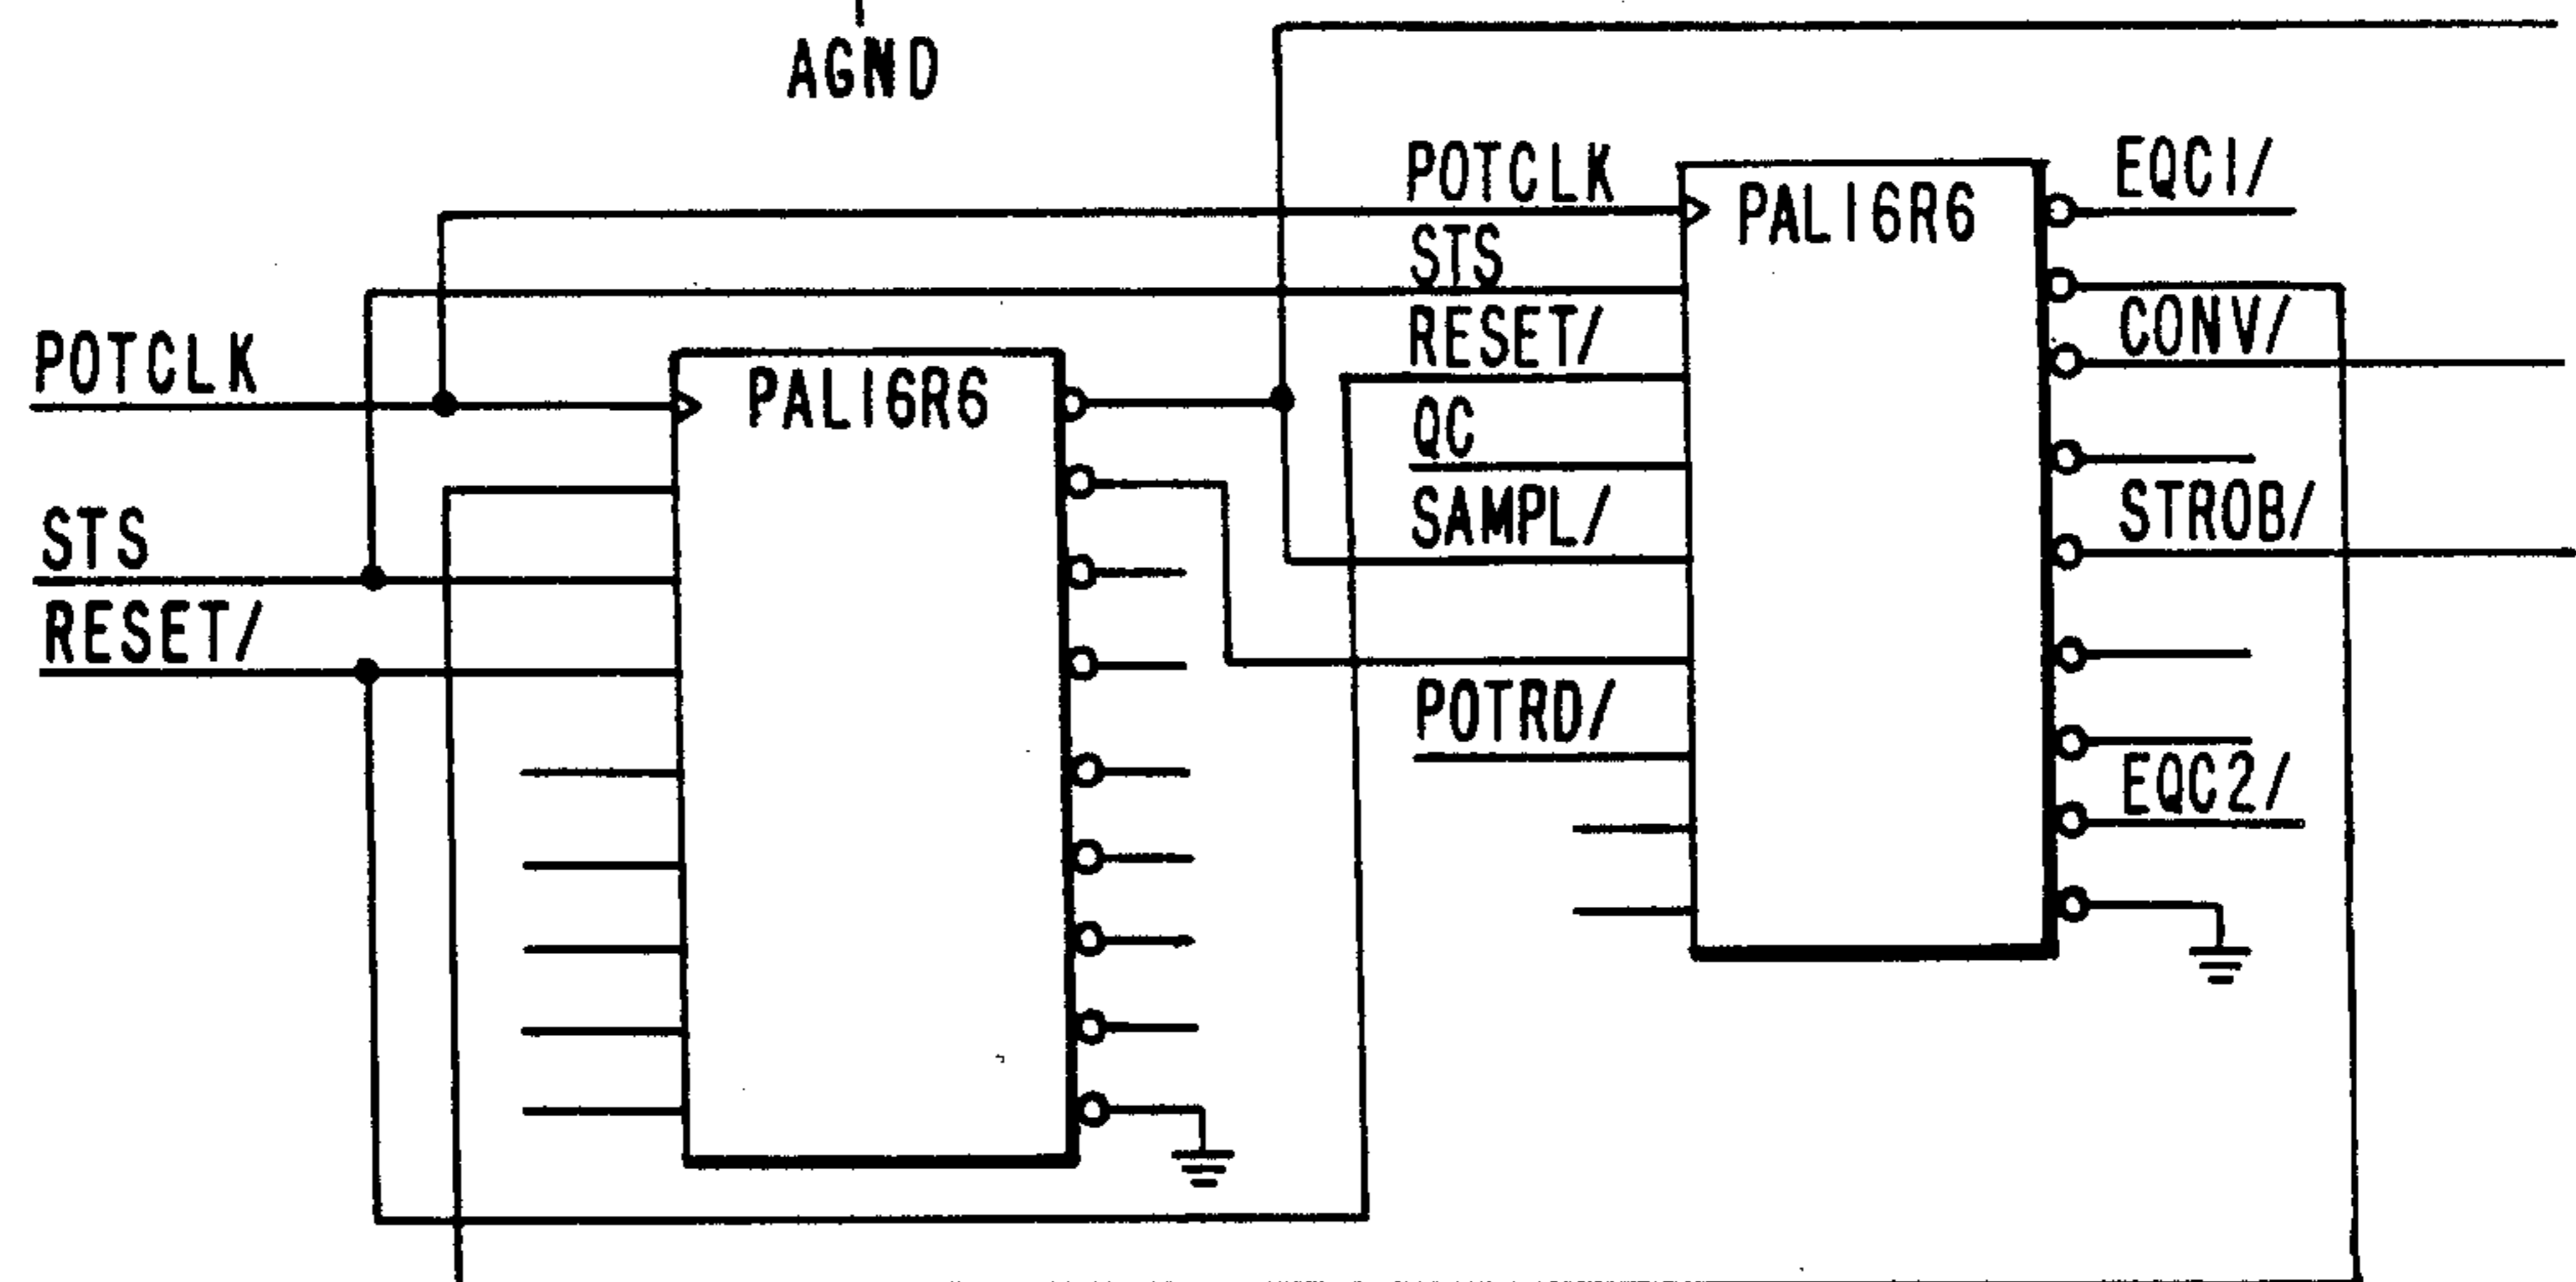 AGND
POTCLK
STS
RESET/
PAL16R6
POTCLK
STS
RESET/
QC
SAMPL/
POTRD/
PAL16R6
EQC1/
CONV/
STROB/
EQC2/